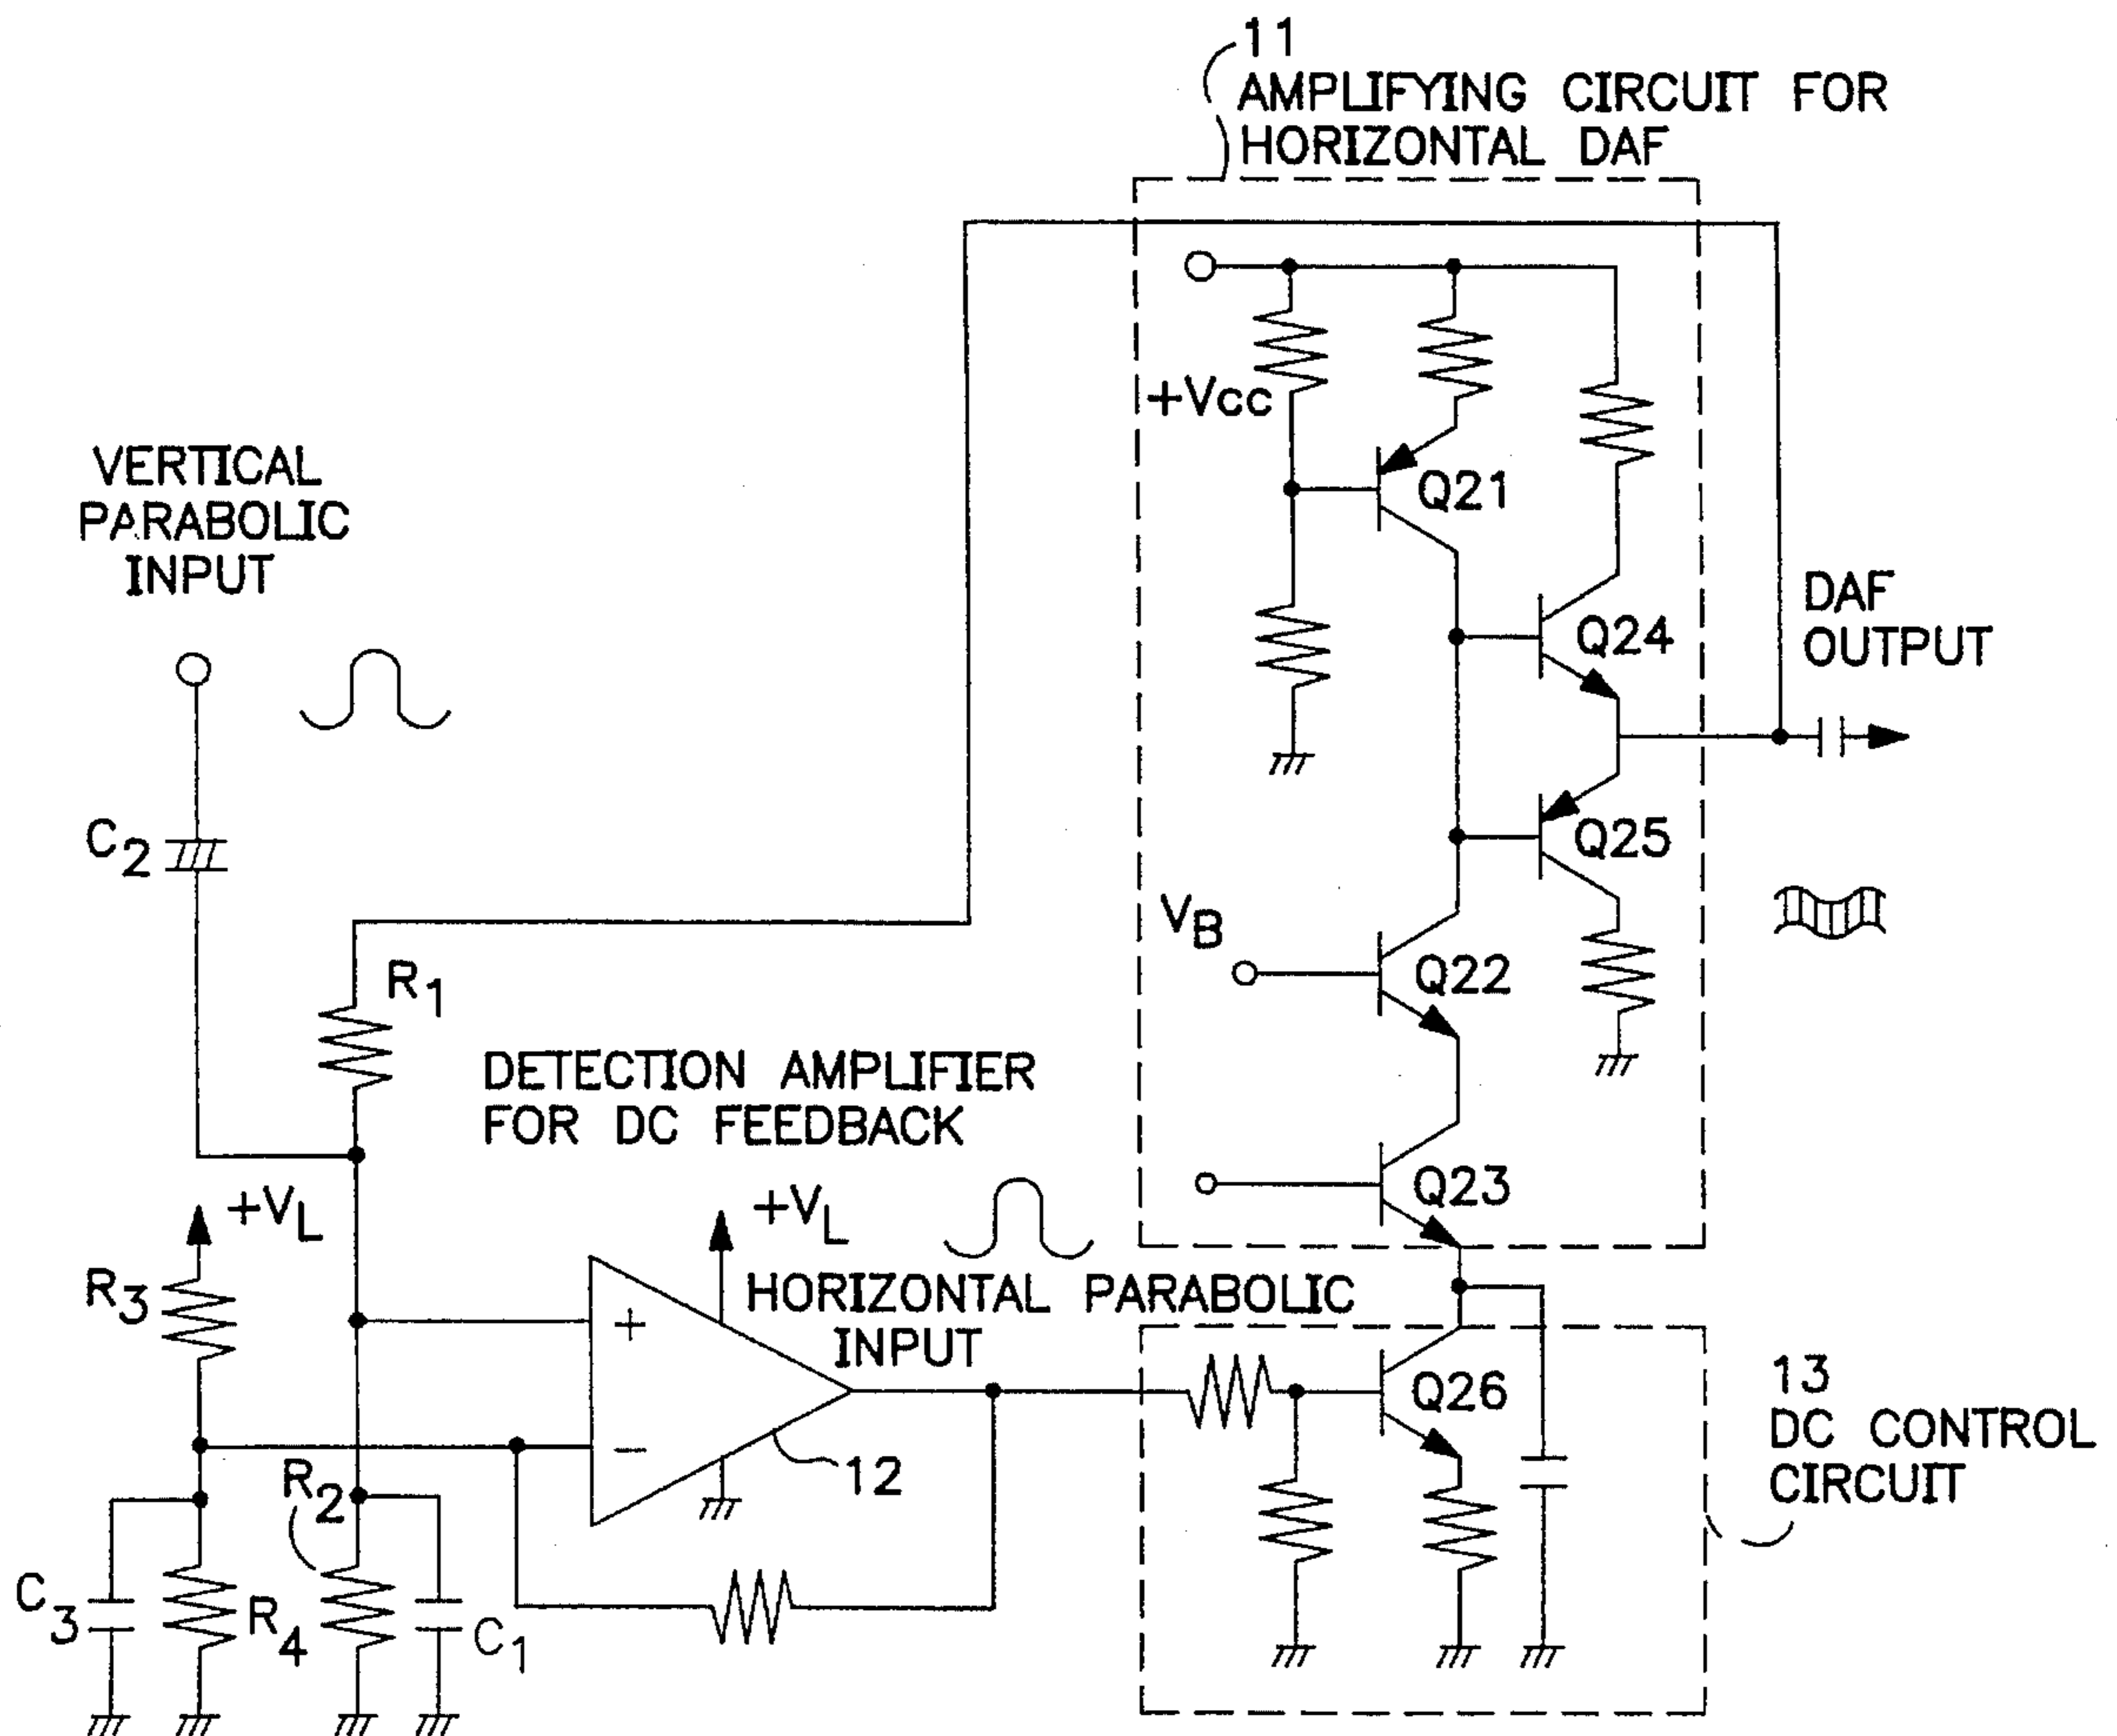 11
AMPLIFYING CIRCUIT FOR
HORIZONTAL DAF
+Vcc
Q21
VERTICAL
PARABOLIC
INPUT
Q24
DAF
OUTPUT
C2
Q25
VB
Q22
R1
DETECTION AMPLIFIER
FOR DC FEEDBACK
Q23
+VL
+VL
R3
HORIZONTAL PARABOLIC
INPUT
+
Q26
13
DC CONTROL
CIRCUIT
−
12
R2
C3
R4
C1